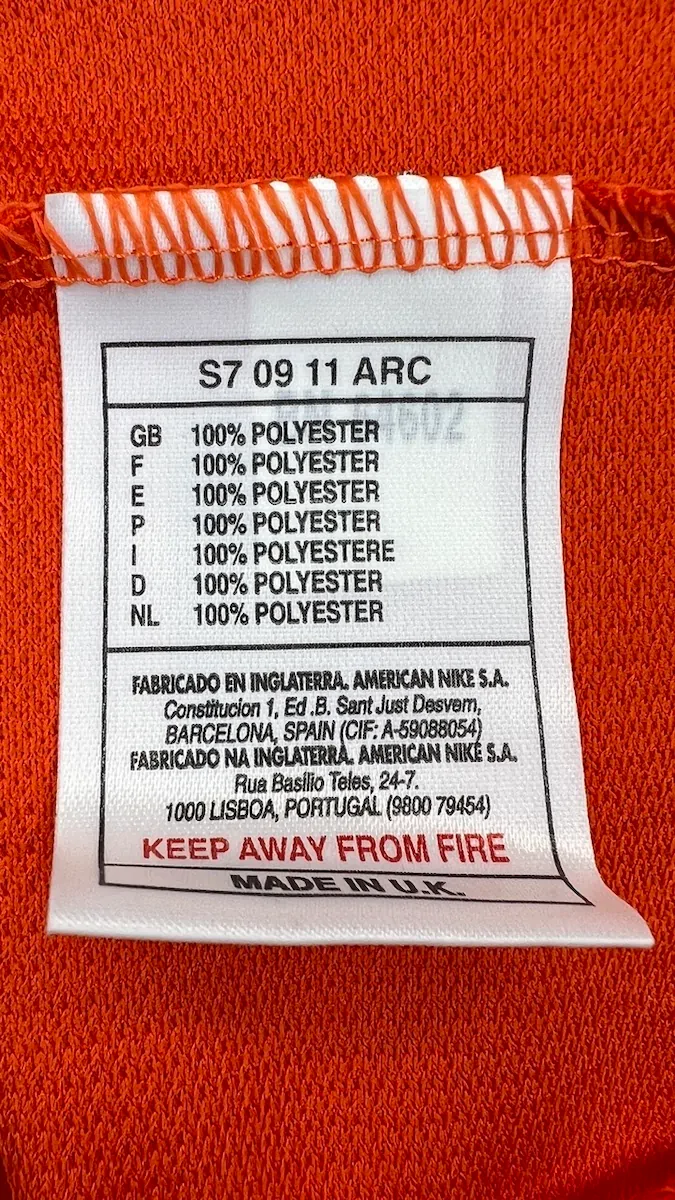 S7 09 11 ARC
GB 100% POLYESTER
F 100% POLYESTER
E 100% POLYESTER
P 100% POLYESTER
I 100% POLYESTERE
D 100% POLYESTER
NL 100% POLYESTER
FABRICADO EN INGLATERRA. AMERICAN NIKE S.A.
Constitucion 1, Ed .B. Sant Just Desvern,
BARCELONA, SPAIN (CIF: A-59088054)
FABRICADO NA INGLATERRA. AMERICAN NIKE S.A.
Rua Basilio Teles, 24-7.
1000 LISBOA, PORTUGAL (9800 79454)
KEEP AWAY FROM FIRE
MADE IN U.K.